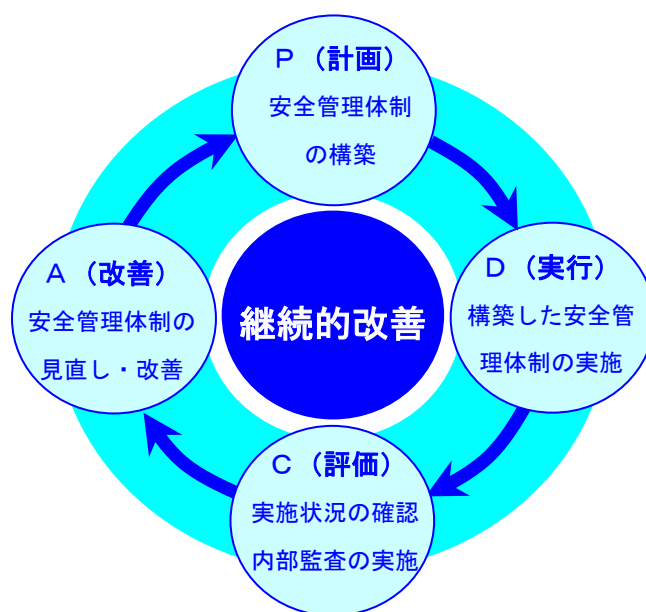 Ｐ（計画）
安全管理体制
の構築
Ｄ（実行）
構築した安全管
理体制の実施
Ｃ（評価）
実施状況の確認
内部監査の実施
Ａ（改善）
安全管理体制の
見直し・改善
継続的改善